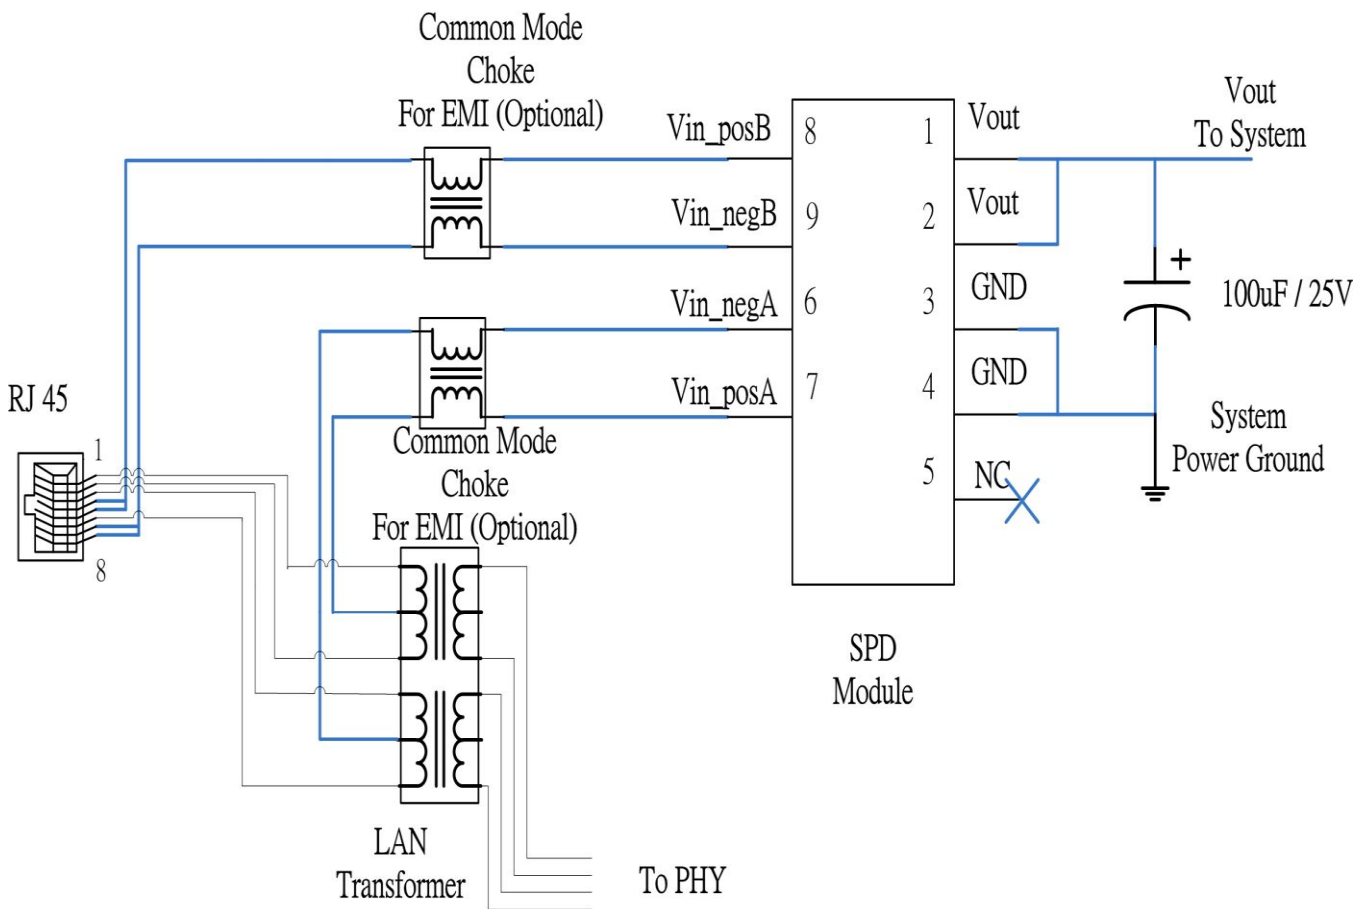 Common Mode
Choke
For EMI (Optional)
Vin_posB
8
1
Vout
Vout
To System
Vin_negB
9
2
Vout
Vin_negA
6
3
GND
+
100uF / 25V
Vin_posA
7
4
GND
RJ 45
1
8
Common Mode
Choke
For EMI (Optional)
5
NC
System
Power Ground
SPD
Module
LAN
Transformer
To PHY